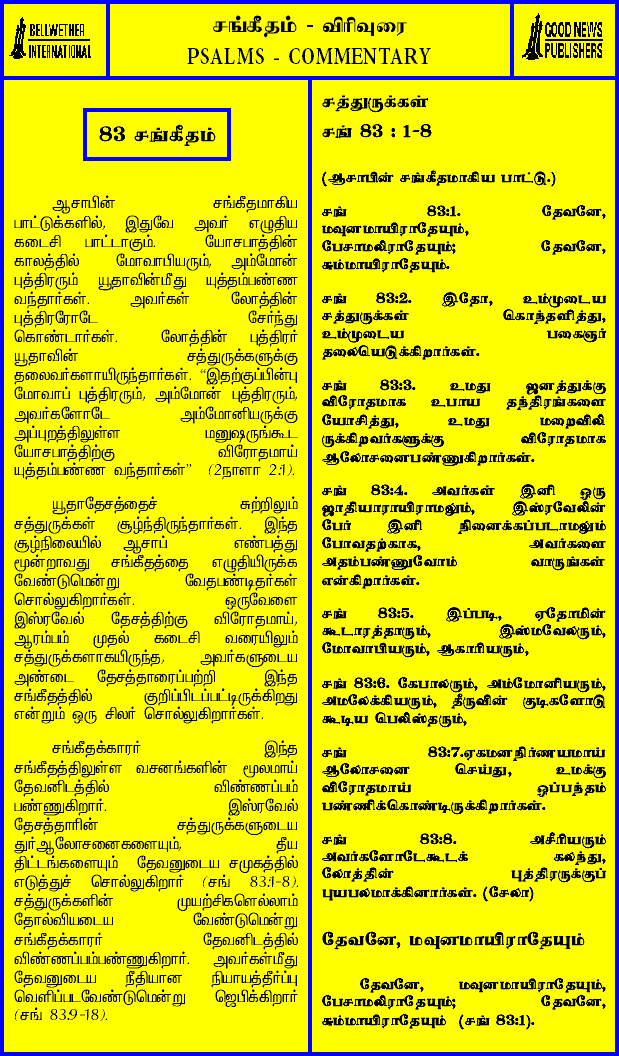 BELLWETHER
INTERNATIONAL
சங்கீதம் - விரிவுரை
PSALMS - COMMENTARY
GOOD NEWS
PUBLISHERS
83 சங்கீதம்
ஆசாபின் சங்கீதமாகிய
பாட்டுக்களில், இதுவே அவர் எழுதிய
கடைசி பாட்டாகும். யோசபாத்தின்
காலத்தில் மோவாபியரும், அம்மோன்
புத்திரரும் யூதாவின்மீது யுத்தம்பண்ண
வந்தார்கள். அவர்கள் லோத்தின்
புத்திரரோடே சேர்ந்து
கொண்டார்கள். லோத்தின் புத்திரர்
யூதாவின் சத்துருக்களுக்கு
தலைவர்களாயிருந்தார்கள். “இதற்குப்பின்பு
மோவாப் புத்திரரும், அம்மோன் புத்திரரும்,
அவர்களோடே அம்மோனியருக்கு
அப்புறத்திலுள்ள மனுஷருங்கூட
யோசபாத்திற்கு விரோதமாய்
யுத்தம்பண்ண வந்தார்கள்” (2நாளா 2:1).
யூதாதேசத்தைச் சுற்றிலும்
சத்துருக்கள் சூழ்ந்திருந்தார்கள். இந்த
சூழ்நிலையில் ஆசாப் எண்பத்து
மூன்றாவது சங்கீதத்தை எழுதியிருக்க
வேண்டுமென்று வேதபண்டிதர்கள்
சொல்லுகிறார்கள். ஒருவேளை
இஸ்ரவேல் தேசத்திற்கு விரோதமாய்,
ஆரம்பம் முதல் கடைசி வரையிலும்
சத்துருக்களாகயிருந்த, அவர்களுடைய
அண்டை தேசத்தாரைப்பற்றி இந்த
சங்கீதத்தில் குறிப்பிடப்பட்டிருக்கிறது
என்றும் ஒரு சிலர் சொல்லுகிறார்கள்.
சங்கீதக்காரர் இந்த
சங்கீதத்திலுள்ள வசனங்களின் மூலமாய்
தேவனிடத்தில் விண்ணப்பம்
பண்ணுகிறார். இஸ்ரவேல்
தேசத்தாரின் சத்துருக்களுடைய
துர்ஆலோசனைகளையும், தீய
திட்டங்களையும் தேவனுடைய சமுகத்தில்
எடுத்துச் சொல்லுகிறார் (சங் 83:1-8).
சத்துருக்களின் முயற்சிகளெல்லாம்
தோல்வியடைய வேண்டுமென்று
சங்கீதக்காரர் தேவனிடத்தில்
விண்ணப்பம்பண்ணுகிறார். அவர்கள்மீது
தேவனுடைய நீதியான நியாயத்தீர்ப்பு
வெளிப்படவேண்டுமென்று ஜெபிக்கிறார்
(சங் 83:9-18).
சத்துருக்கள்
சங் 83 : 1-8
(ஆசாபின் சங்கீதமாகிய பாட்டு.)
சங் 83:1. தேவனே,
மவுனமாயிராதேயும்,
பேசாமலிராதேயும்; தேவனே,
சும்மாயிராதேயும்.
சங் 83:2. இதோ, உம்முடைய
சத்துருக்கள் கொந்தளித்து,
உம்முடைய பகைஞர்
தலையெடுக்கிறார்கள்.
சங் 83:3. உமது ஜனத்துக்கு
விரோதமாக உபாய தந்திரங்களை
யோசித்து, உமது மறைவிலி
ருக்கிறவர்களுக்கு விரோதமாக
ஆலோசனைபண்ணுகிறார்கள்.
சங் 83:4. அவர்கள் இனி ஒரு
ஜாதியாராயிராமலும், இஸ்ரவேலின்
பேர் இனி நினைக்கப்படாமலும்
போவதற்காக, அவர்களை
அதம்பண்ணுவோம் வாருங்கள்
என்கிறார்கள்.
சங் 83:5. இப்படி, ஏதோமின்
கூடாரத்தாரும், இஸ்மவேலரும்,
மோவாபியரும், ஆகாரியரும்,
சங் 83:6. கேபாலரும், அம்மோனியரும்,
அமலேக்கியரும், தீருவின் குடிகளோடு
கூடிய பெலிஸ்தரும்,
சங் 83:7.ஏகமனநிர்ணயமாய்
ஆலோசனை செய்து, உமக்கு
விரோதமாய் ஒப்பந்தம்
பண்ணிக்கொண்டிருக்கிறார்கள்.
சங் 83:8. அசீரியரும்
அவர்களோடேகூடக் கலந்து,
லோத்தின் புத்திரருக்குப்
புயபலமாக்கினார்கள். (சேலா)
தேவனே, மவுனமாயிராதேயும்
தேவனே, மவுனமாயிராதேயும்,
பேசாமலிராதேயும்; தேவனே,
சும்மாயிராதேயும் (சங் 83:1).